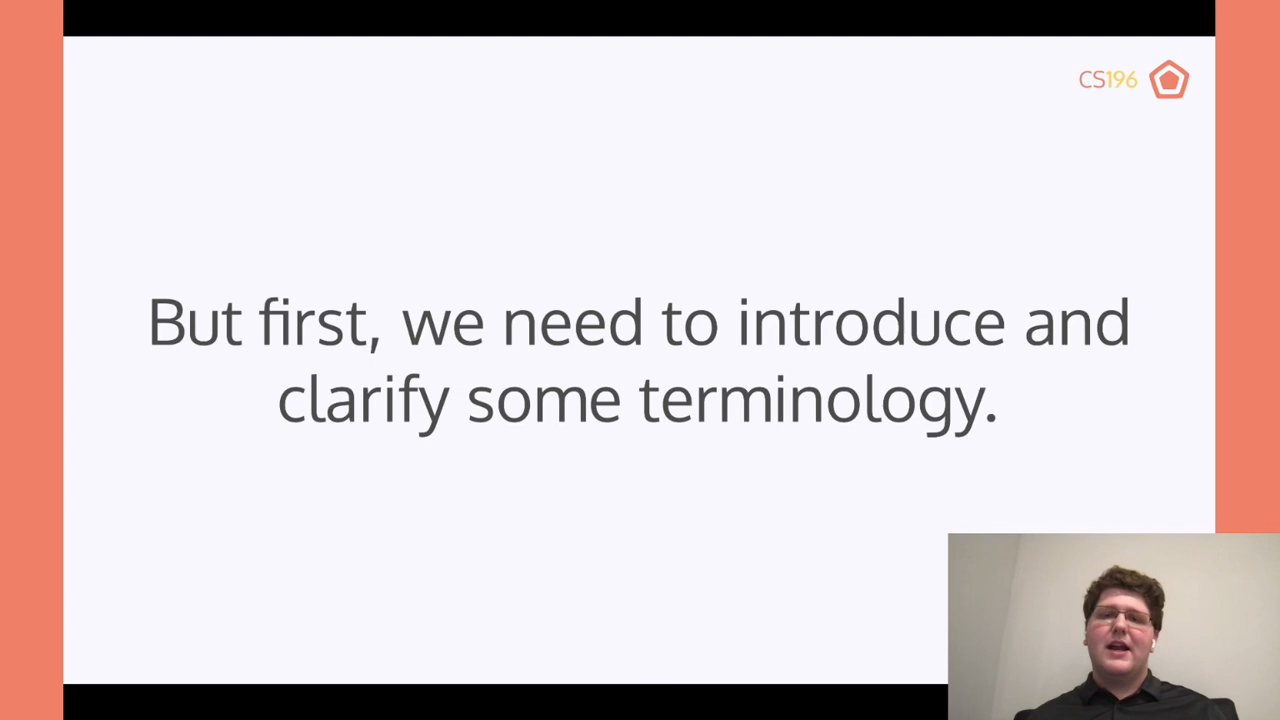 CS196
But first, we need to introduce and
clarify some terminology.